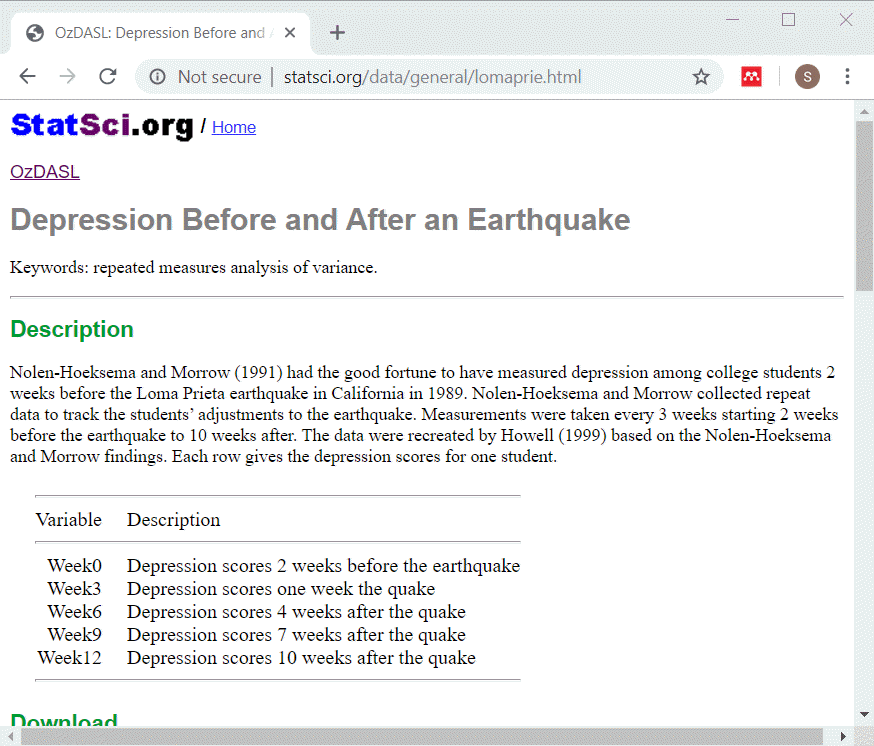 OzDASL: Depression Before and
Not secure | statsci.org/data/general/lomaprie.html
S
StatSci.org / Home
OzDASL
Depression Before and After an Earthquake
Keywords: repeated measures analysis of variance.
Description
Nolen-Hoeksema and Morrow (1991) had the good fortune to have measured depression among college students 2
weeks before the Loma Prieta earthquake in California in 1989. Nolen-Hoeksema and Morrow collected repeat
data to track the students’ adjustments to the earthquake. Measurements were taken every 3 weeks starting 2 weeks
before the earthquake to 10 weeks after. The data were recreated by Howell (1999) based on the Nolen-Hoeksema
and Morrow findings. Each row gives the depression scores for one student.
Variable Description
Week0 Depression scores 2 weeks before the earthquake
Week3 Depression scores one week the quake
Week6 Depression scores 4 weeks after the quake
Week9 Depression scores 7 weeks after the quake
Week12 Depression scores 10 weeks after the quake
Download